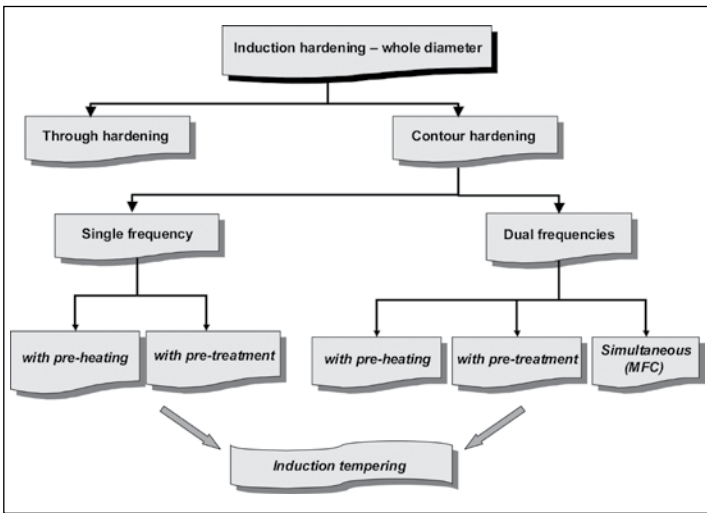 Induction hardening – whole diameter
Through hardening
Contour hardening
Single frequency
Dual frequencies
with pre-heating
with pre-treatment
with pre-heating
with pre-treatment
Simultaneous
(MFC)
Induction tempering